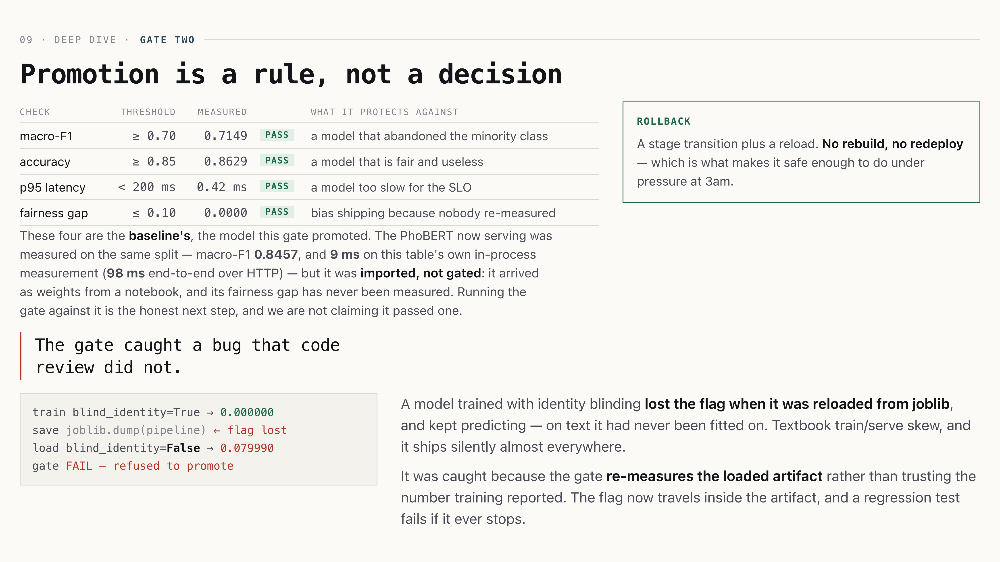 09 · DEEP DIVE · GATE TWO
Promotion is a rule, not a decision
CHECK THRESHOLD MEASURED WHAT IT PROTECTS AGAINST
macro-F1 ≥ 0.70 0.7149 PASS a model that abandoned the minority class
accuracy ≥ 0.85 0.8629 PASS a model that is fair and useless
p95 latency < 200 ms 0.42 ms PASS a model too slow for the SLO
fairness gap ≤ 0.10 0.0000 PASS bias shipping because nobody re-measured
These four are the baseline's, the model this gate promoted. The PhoBERT now serving was
measured on the same split — macro-F1 0.8457, and 9 ms on this table's own in-process
measurement (98 ms end-to-end over HTTP) — but it was imported, not gated: it arrived
as weights from a notebook, and its fairness gap has never been measured. Running the
gate against it is the honest next step, and we are not claiming it passed one.
ROLLBACK
A stage transition plus a reload. No rebuild, no redeploy
— which is what makes it safe enough to do under
pressure at 3am.
The gate caught a bug that code
review did not.
train blind_identity=True → 0.000000
save joblib.dump(pipeline) ← flag lost
load blind_identity=False → 0.079990
gate FAIL — refused to promote
A model trained with identity blinding lost the flag when it was reloaded from joblib,
and kept predicting — on text it had never been fitted on. Textbook train/serve skew, and
it ships silently almost everywhere.
It was caught because the gate re-measures the loaded artifact rather than trusting the
number training reported. The flag now travels inside the artifact, and a regression test
fails if it ever stops.